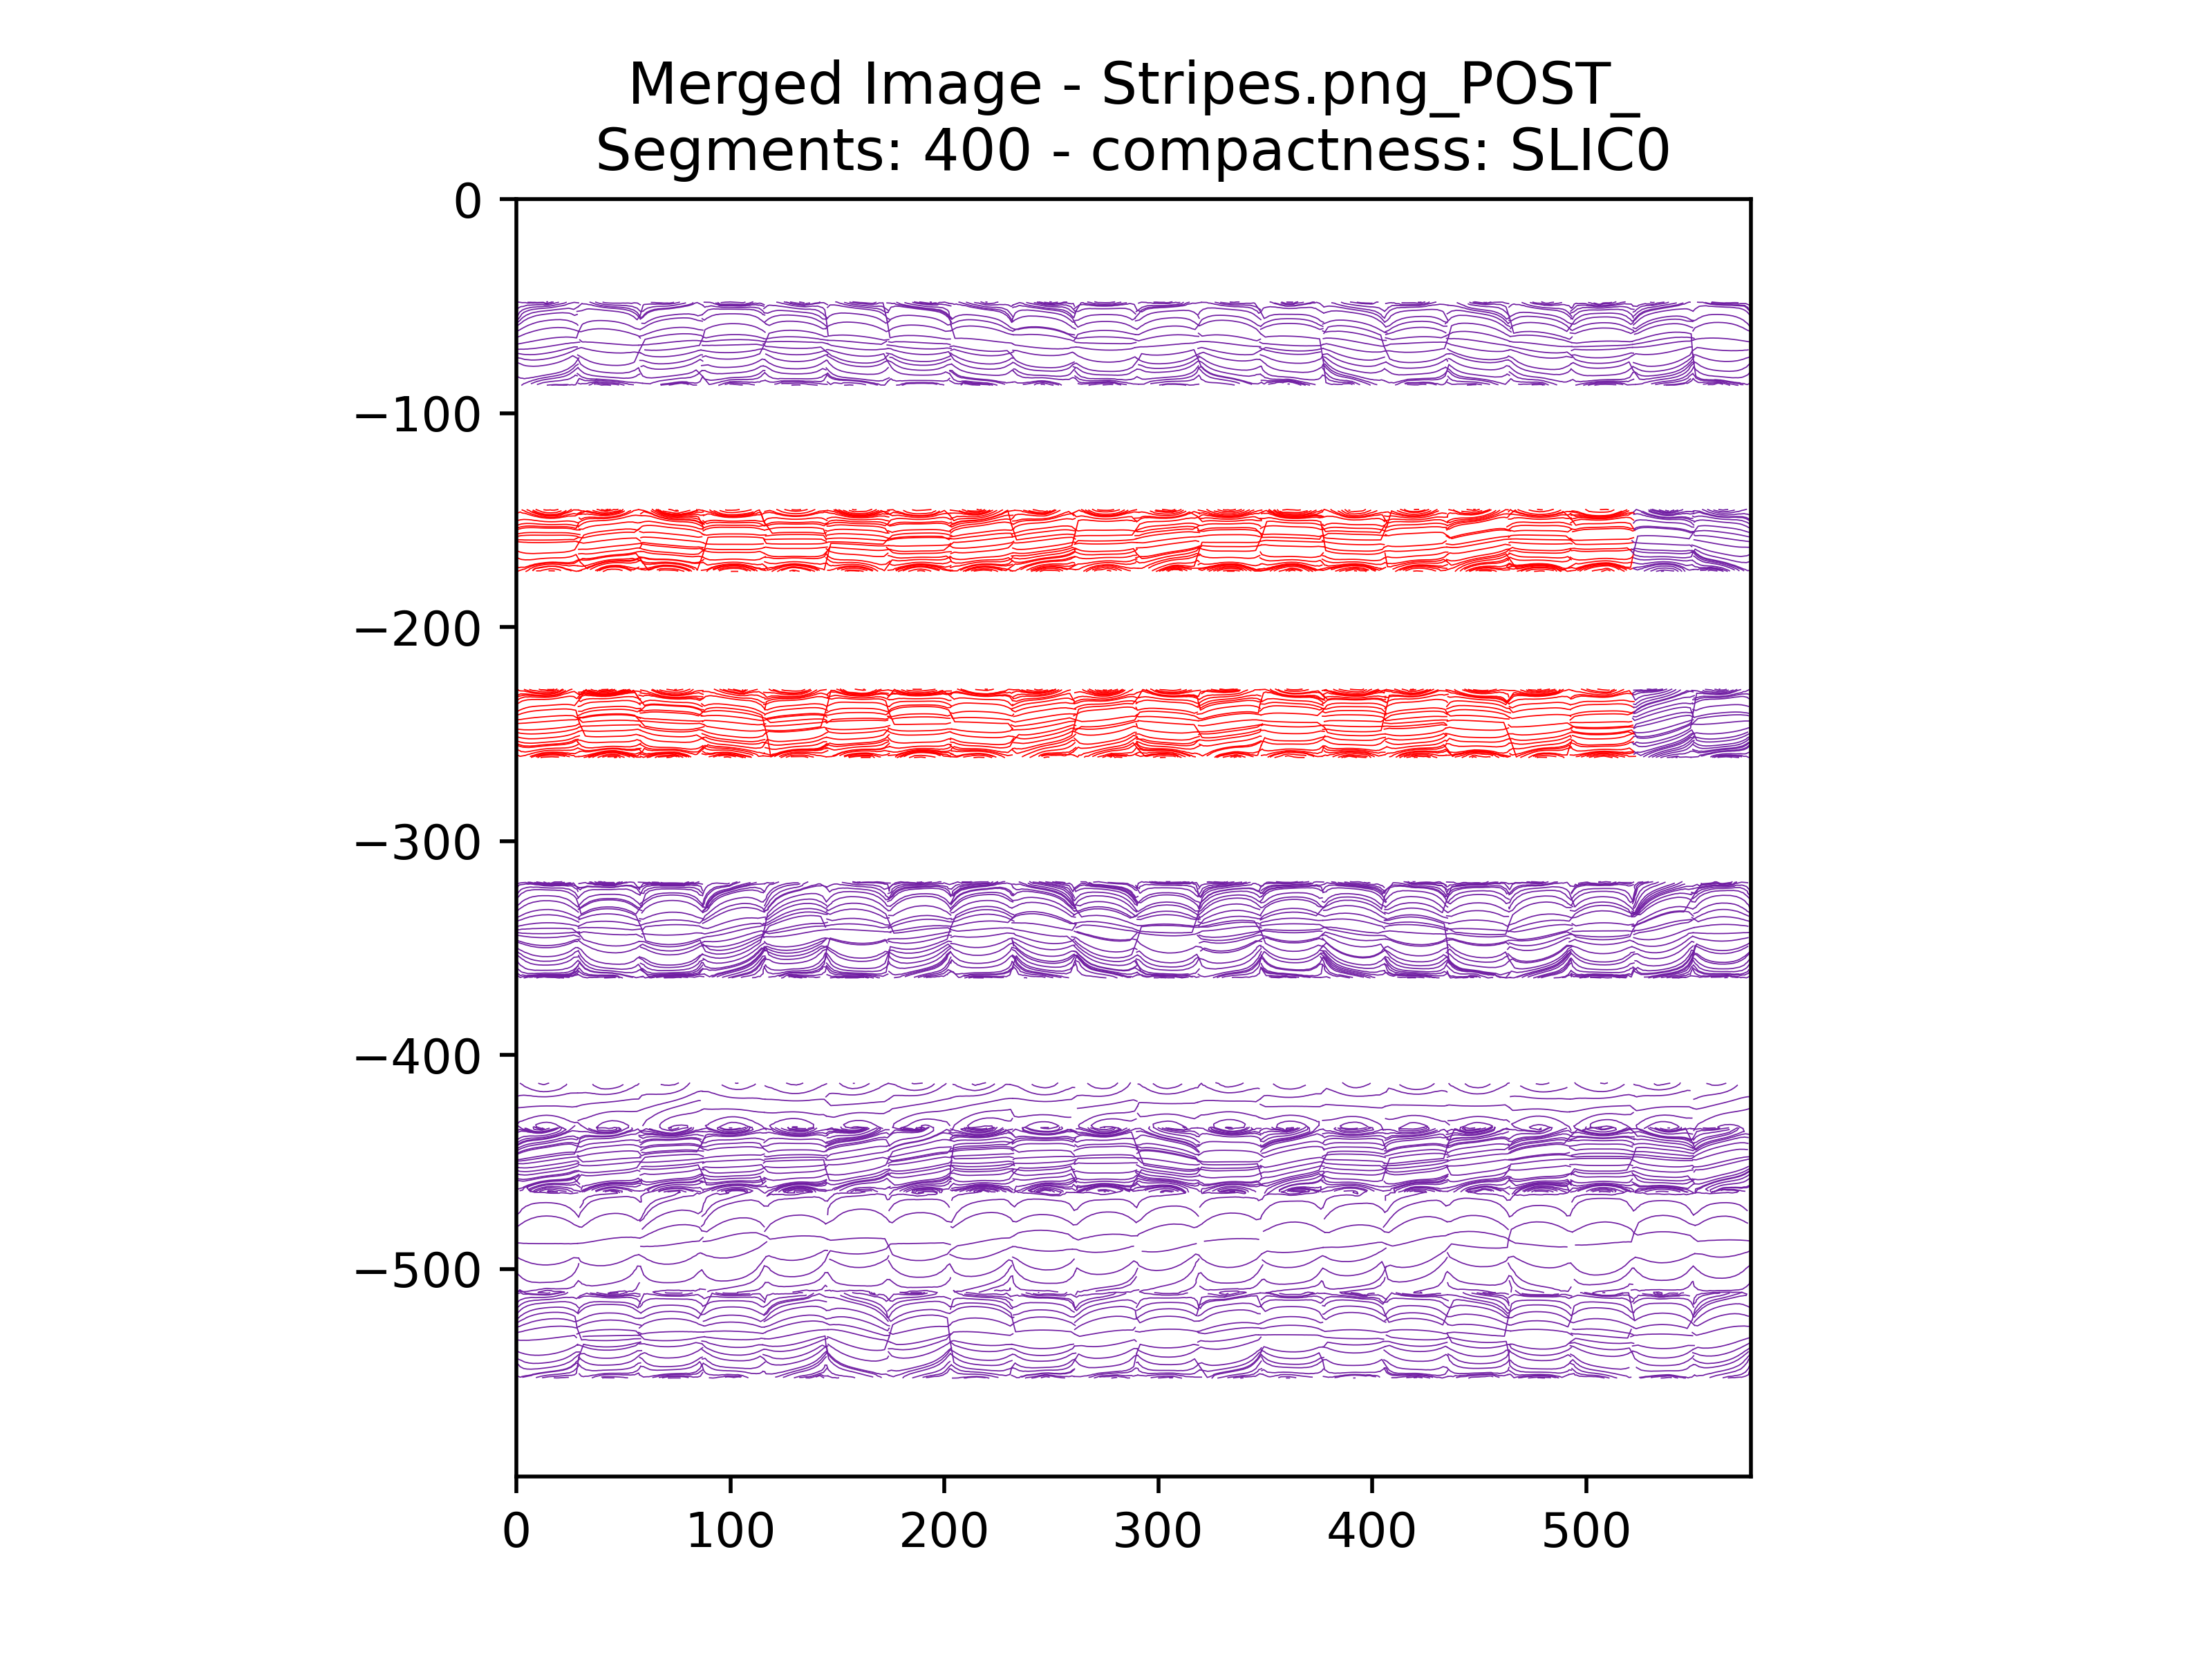 Merged Image - Stripes.png_POST_
Segments: 400 - compactness: SLIC0
0
−100
−200
−300
−400
−500
0 100 200 300 400 500